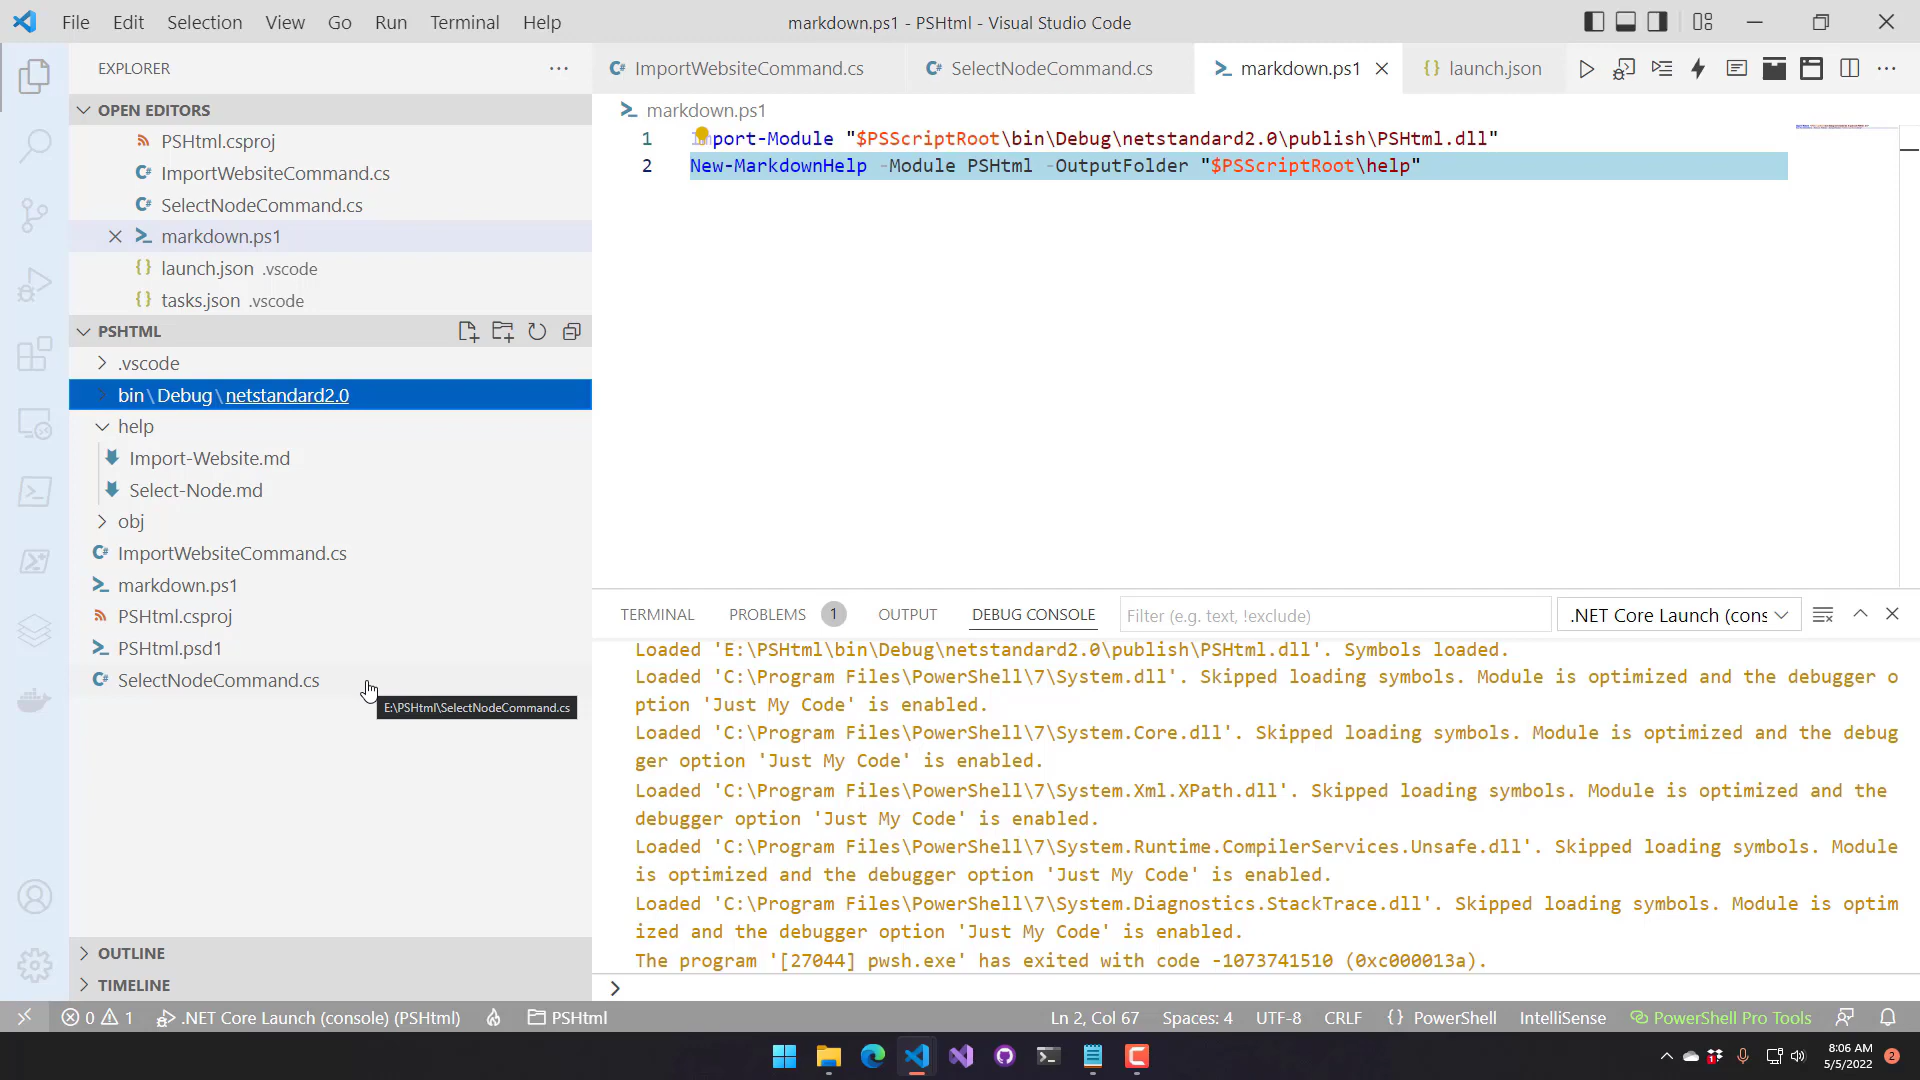 File Edit Selection View Go Run Terminal Help
markdown.ps1 - PSHtml - Visual Studio Code
EXPLORER
OPEN EDITORS
PSHtml.csproj
ImportWebsiteCommand.cs
SelectNodeCommand.cs
markdown.ps1
launch.json .vscode
tasks.json .vscode
PSHTML
.vscode
bin\Debug\netstandard2.0
help
Import-Website.md
Select-Node.md
obj
ImportWebsiteCommand.cs
markdown.ps1
PSHtml.csproj
PSHtml.psd1
SelectNodeCommand.cs
E:\PSHtml\SelectNodeCommand.cs
OUTLINE
TIMELINE
ImportWebsiteCommand.cs SelectNodeCommand.cs markdown.ps1 launch.json
markdown.ps1
1 Import-Module "$PSScriptRoot\bin\Debug\netstandard2.0\publish\PSHtml.dll"
2 New-MarkdownHelp -Module PSHtml -OutputFolder "$PSScriptRoot\help"
TERMINAL PROBLEMS 1 OUTPUT DEBUG CONSOLE Filter (e.g. text, !exclude) .NET Core Launch (cons
Loaded 'E:\PSHtml\bin\Debug\netstandard2.0\publish\PSHtml.dll'. Symbols loaded.
Loaded 'C:\Program Files\PowerShell\7\System.dll'. Skipped loading symbols. Module is optimized and the debugger o
ption 'Just My Code' is enabled.
Loaded 'C:\Program Files\PowerShell\7\System.Core.dll'. Skipped loading symbols. Module is optimized and the debug
ger option 'Just My Code' is enabled.
Loaded 'C:\Program Files\PowerShell\7\System.Xml.XPath.dll'. Skipped loading symbols. Module is optimized and the
debugger option 'Just My Code' is enabled.
Loaded 'C:\Program Files\PowerShell\7\System.Runtime.CompilerServices.Unsafe.dll'. Skipped loading symbols. Module
is optimized and the debugger option 'Just My Code' is enabled.
Loaded 'C:\Program Files\PowerShell\7\System.Diagnostics.StackTrace.dll'. Skipped loading symbols. Module is optim
ized and the debugger option 'Just My Code' is enabled.
The program '[27044] pwsh.exe' has exited with code -1073741510 (0xc000013a).
0 1 .NET Core Launch (console) (PSHtml) PSHtml Ln 2, Col 67 Spaces: 4 UTF-8 CRLF {} PowerShell IntelliSense PowerShell Pro Tools
8:06 AM
5/5/2022
2